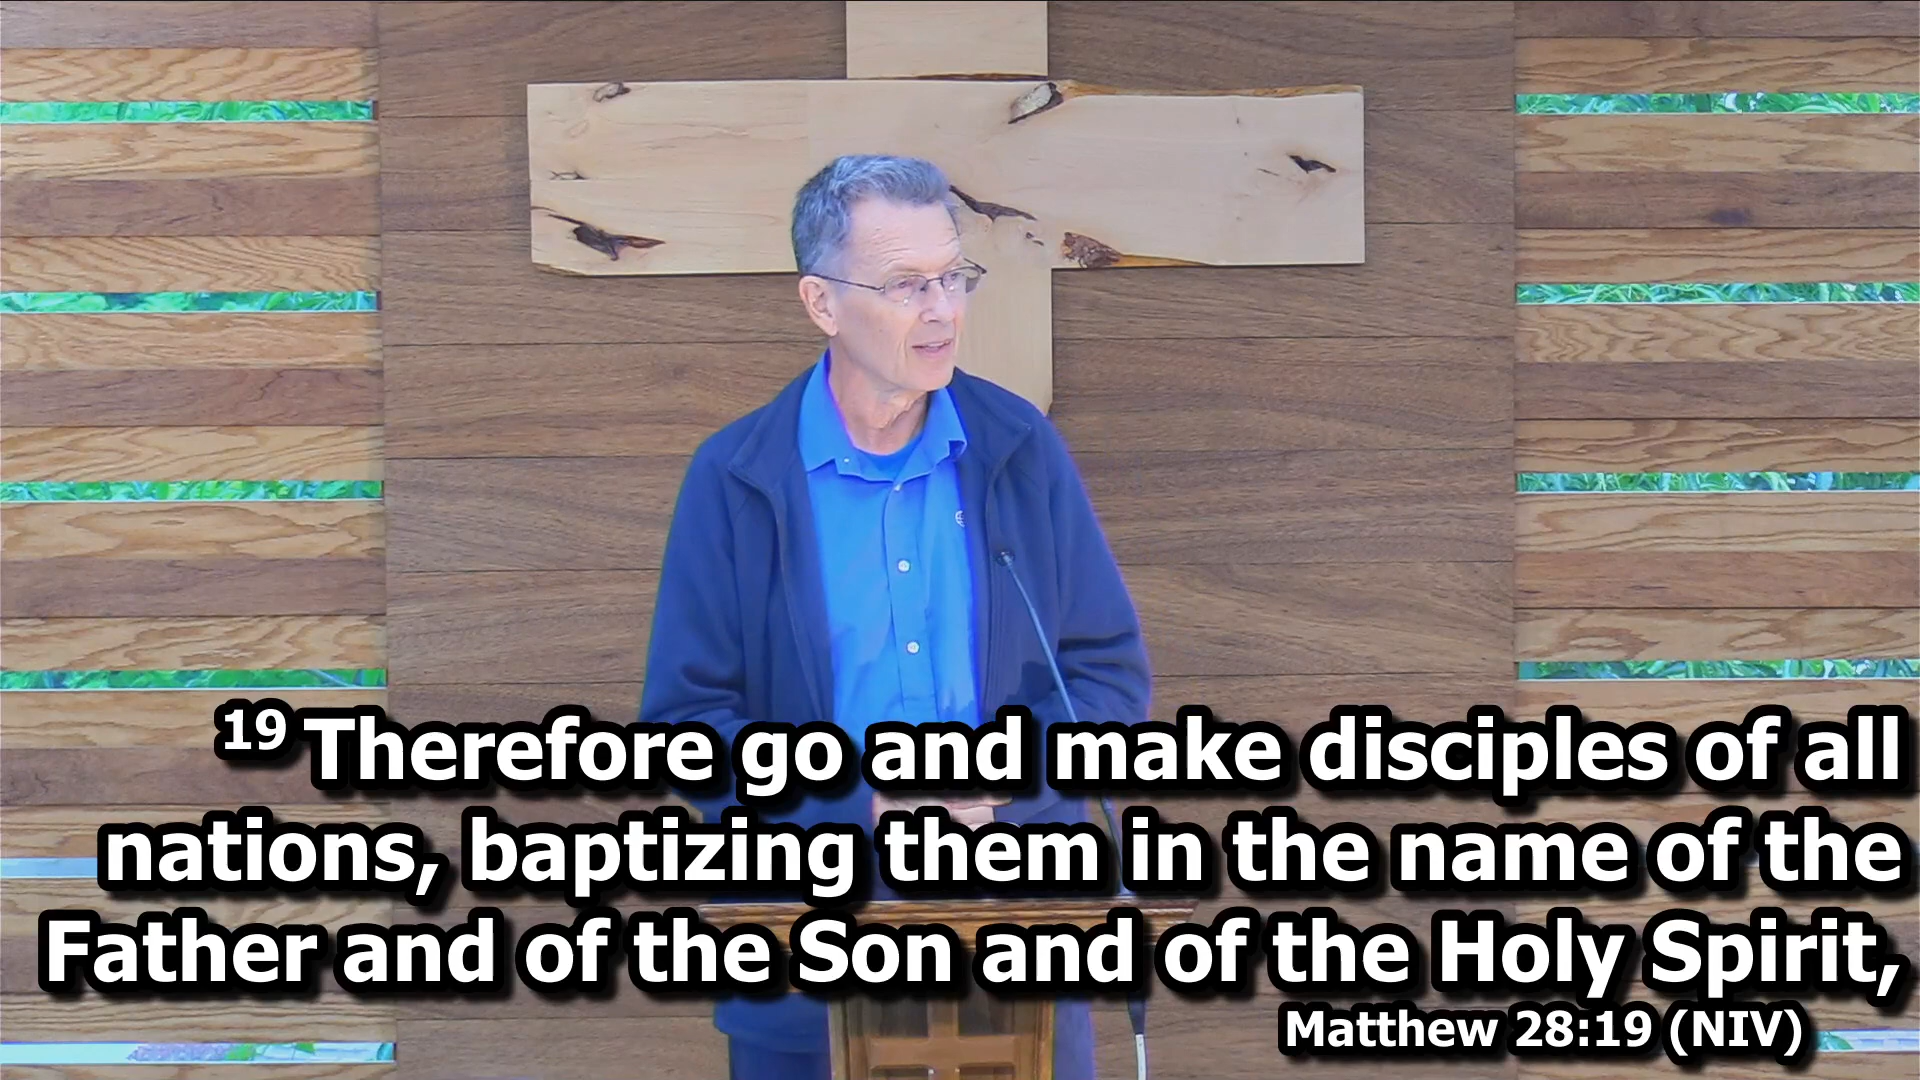 19 Therefore go and make disciples of all
nations, baptizing them in the name of the
Father and of the Son and of the Holy Spirit,
Matthew 28:19 (NIV)